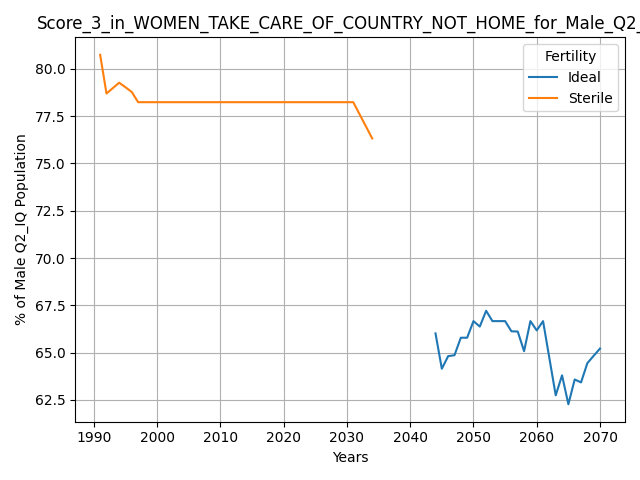 Score_3_in_WOMEN_TAKE_CARE_OF_COUNTRY_NOT_HOME_for_Male_Q2_
Fertility
Ideal
Sterile
80.0
77.5
75.0
72.5
70.0
67.5
65.0
62.5
% of Male Q2_IQ Population
1990 2000 2010 2020 2030 2040 2050 2060 2070
Years